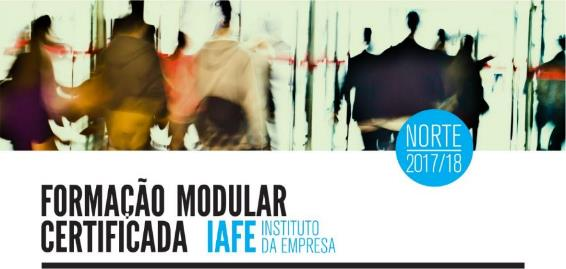 NORTE
2017/18
FORMAÇÃO MODULAR
CERTIFICADA IAFE INSTITUTO
DA EMPRESA